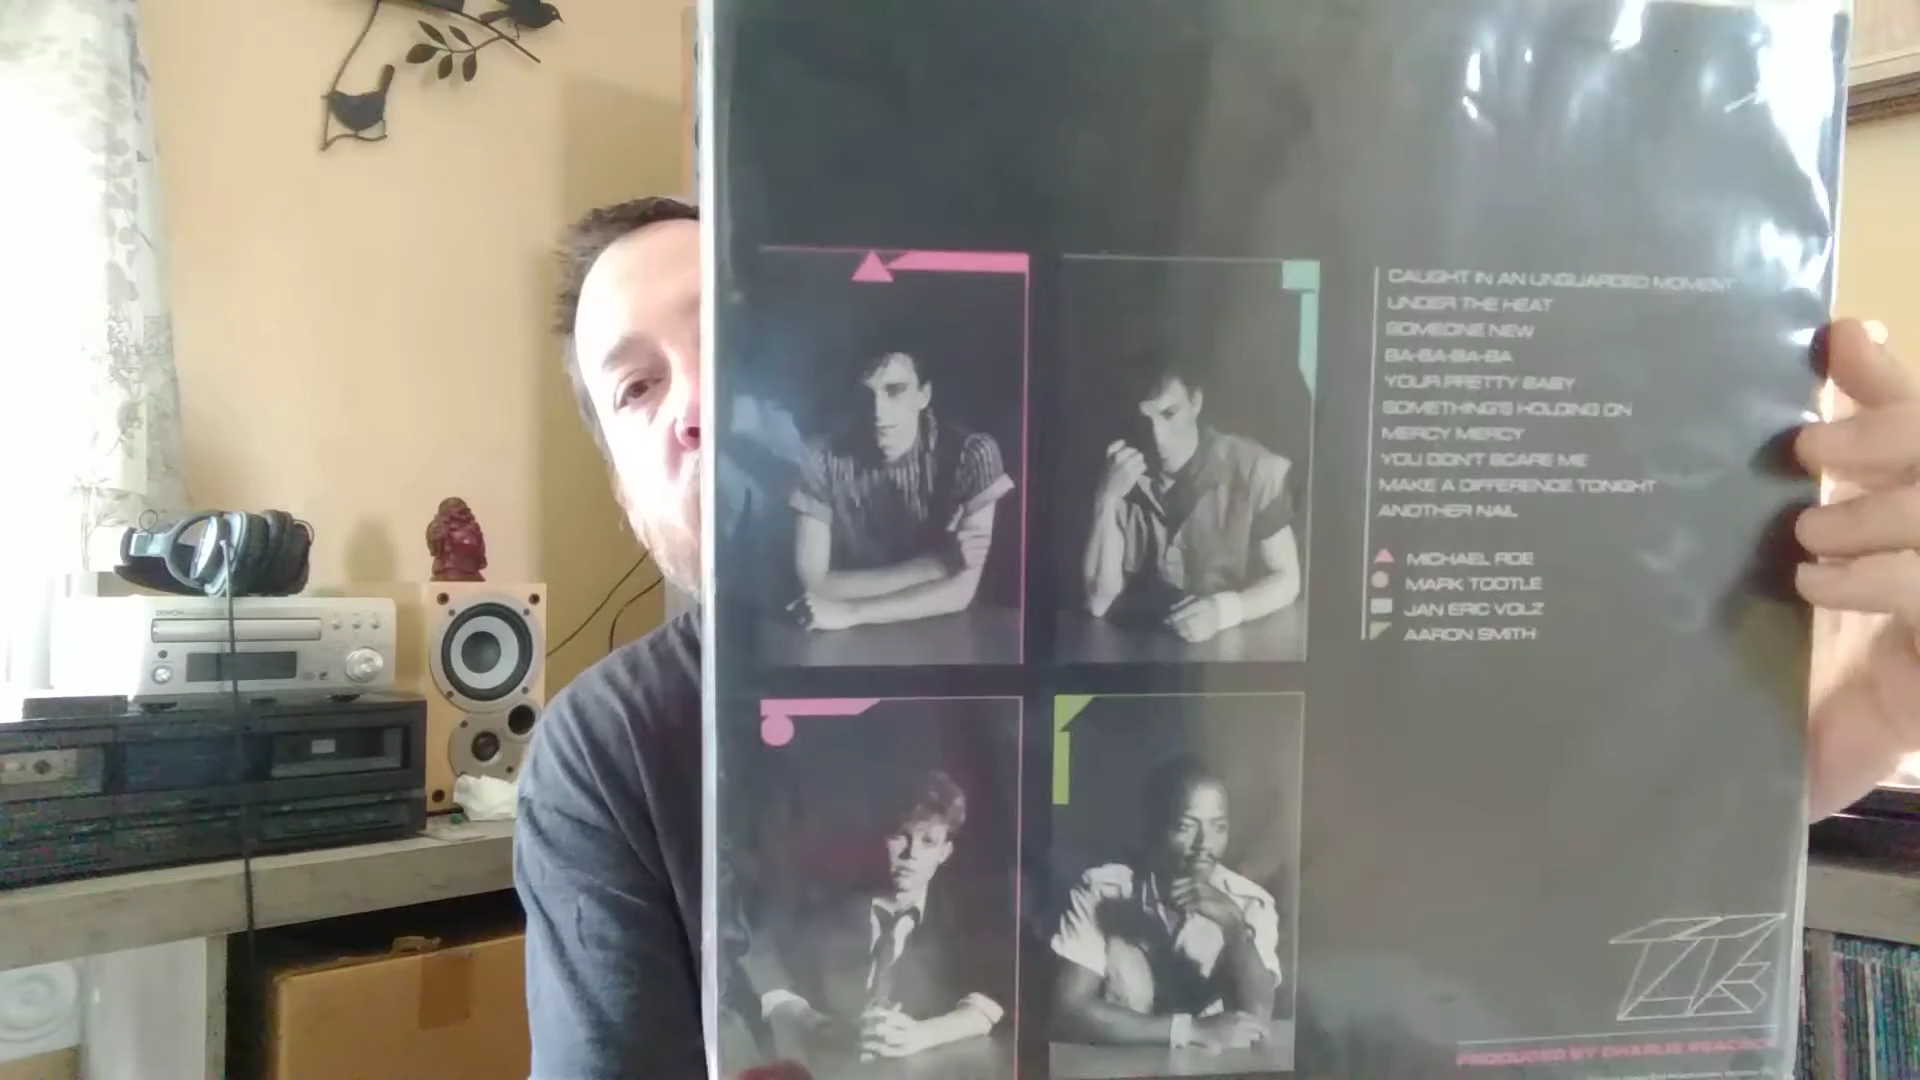 CAUGHT IN AN UNGUARDED MOMENT
UNDER THE HEAT
SOMEONE NEW
BA-BA-BA-BA
YOUR PRETTY BABY
SOMETHING'S HOLDING ON
MERCY MERCY
YOU DON'T SCARE ME
MAKE A DIFFERENCE TONIGHT
ANOTHER NAIL
MICHAEL ROE
MARK TOOTLE
JAN ERIC VOLZ
AARON SMITH
PRODUCED BY CHARLIE PEACOCK
DENON